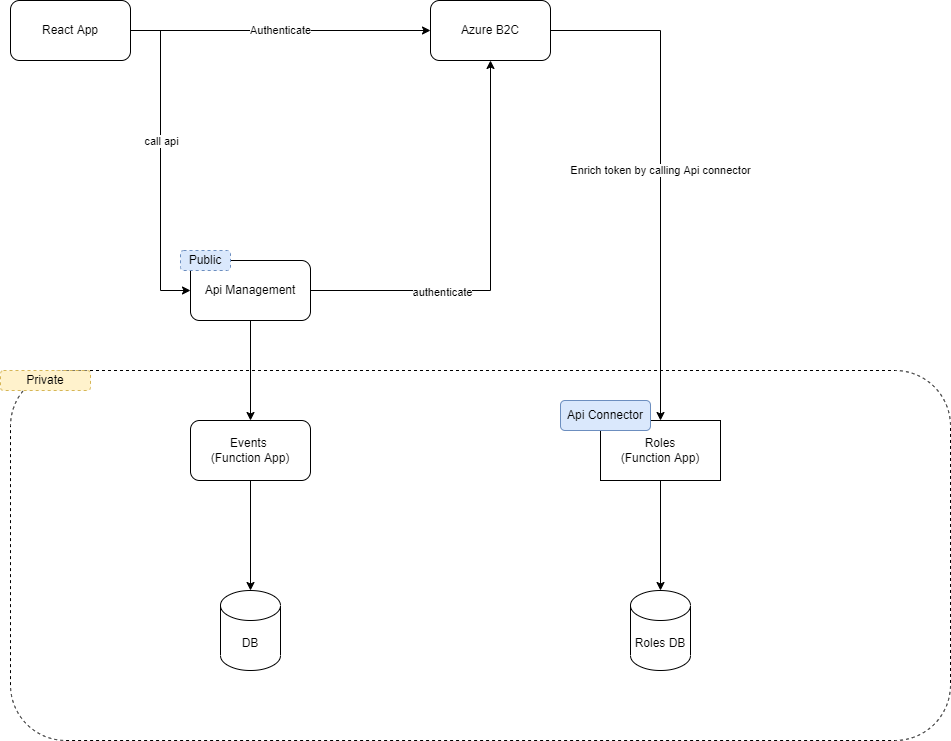 React App
Authenticate
Azure B2C
call api
Enrich token by calling Api connector
Public
Api Management
authenticate
Private
Api Connector
Events
(Function App)
Roles
(Function App)
DB
Roles DB